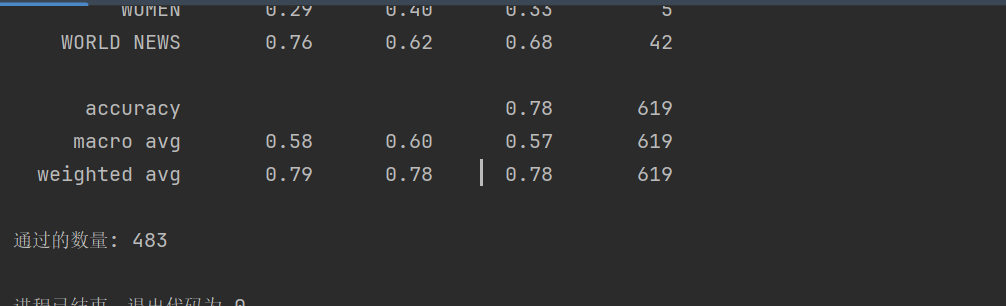 WOMEN 0.29 0.40 0.33 5
WORLD NEWS 0.76 0.62 0.68 42
accuracy 0.78 619
macro avg 0.58 0.60 0.57 619
weighted avg 0.79 0.78 0.78 619
通过的数量: 483
进程已结束，退出代码为 0